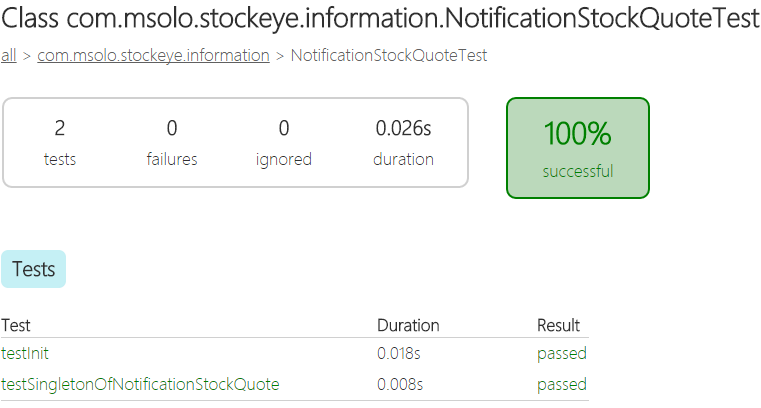 Class com.msolo.stockeye.information.NotificationStockQuoteTest
all > com.msolo.stockeye.information > NotificationStockQuoteTest
2 0 0 0.026s 100%
tests failures ignored duration successful
Tests
Test Duration Result
testInit 0.018s passed
testSingletonOfNotificationStockQuote 0.008s passed